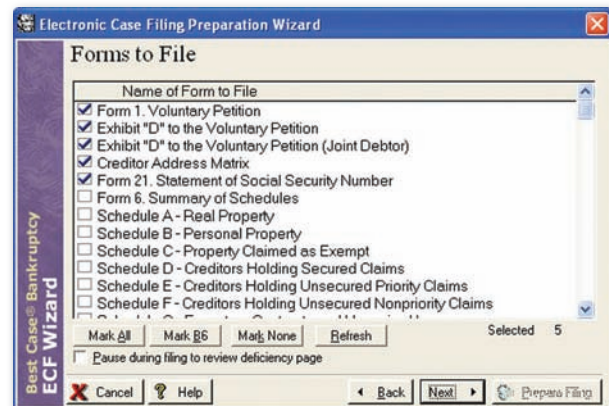 Electronic Case Filing Preparation Wizard
Forms to File
Name of Form to File
Form 1. Voluntary Petition
Exhibit "D" to the Voluntary Petition
Exhibit "D" to the Voluntary Petition (Joint Debtor)
Creditor Address Matrix
Form 21. Statement of Social Security Number
Form 6. Summary of Schedules
Schedule A - Real Property
Schedule B - Personal Property
Schedule C - Property Claimed as Exempt
Schedule D - Creditors Holding Secured Claims
Schedule E - Creditors Holding Unsecured Priority Claims
Schedule F - Creditors Holding Unsecured Nonpriority Claims
Mark All Mark B6 Mark None Refresh Selected 5
Pause during filing to review deficiency page
Cancel Help Back Next Prepare Filing
Best Case® Bankruptcy
ECF Wizard